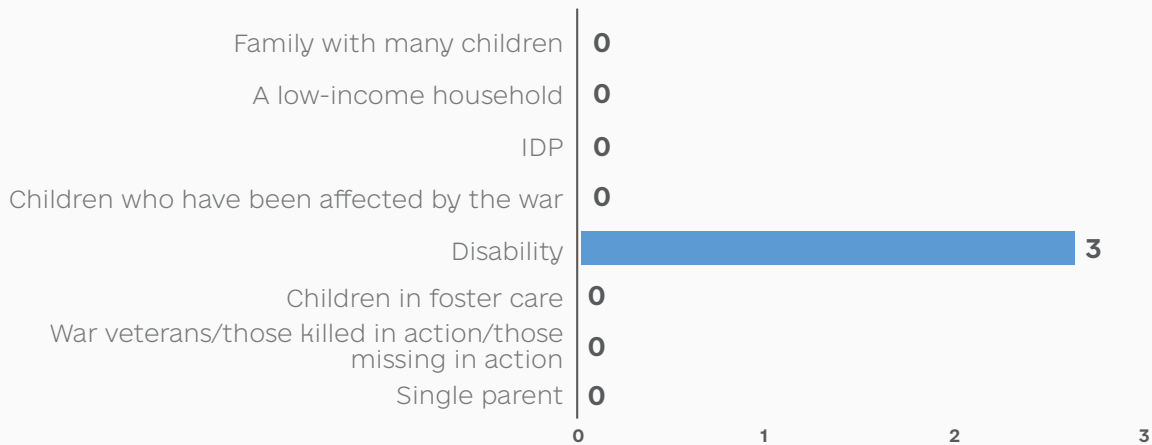 Family with many children 0
A low-income household 0
IDP 0
Children who have been affected by the war 0
Disability 3
Children in foster care 0
War veterans/those killed in action/those
missing in action 0
Single parent 0
0 1 2 3